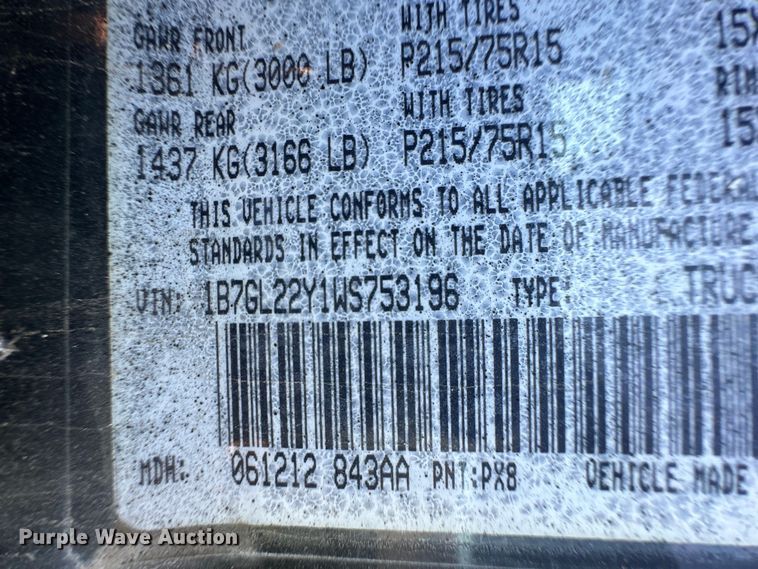 GAWR FRONT WITH TIRES
1361 KG(3000 LB) P215/75R15 15X
GAWR REAR WITH TIRES RIM
1437 KG(3166 LB) P215/75R15 15
THIS VEHICLE CONFORMS TO ALL APPLICABLE FEDERAL
STANDARDS IN EFFECT ON THE DATE OF MANUFACTURE
VIN: 1B7GL22Y1WS753196 TYPE: TRUC
MDH: 061212 843AA PNT:PX8 VEHICLE MADE
Purple Wave Auction